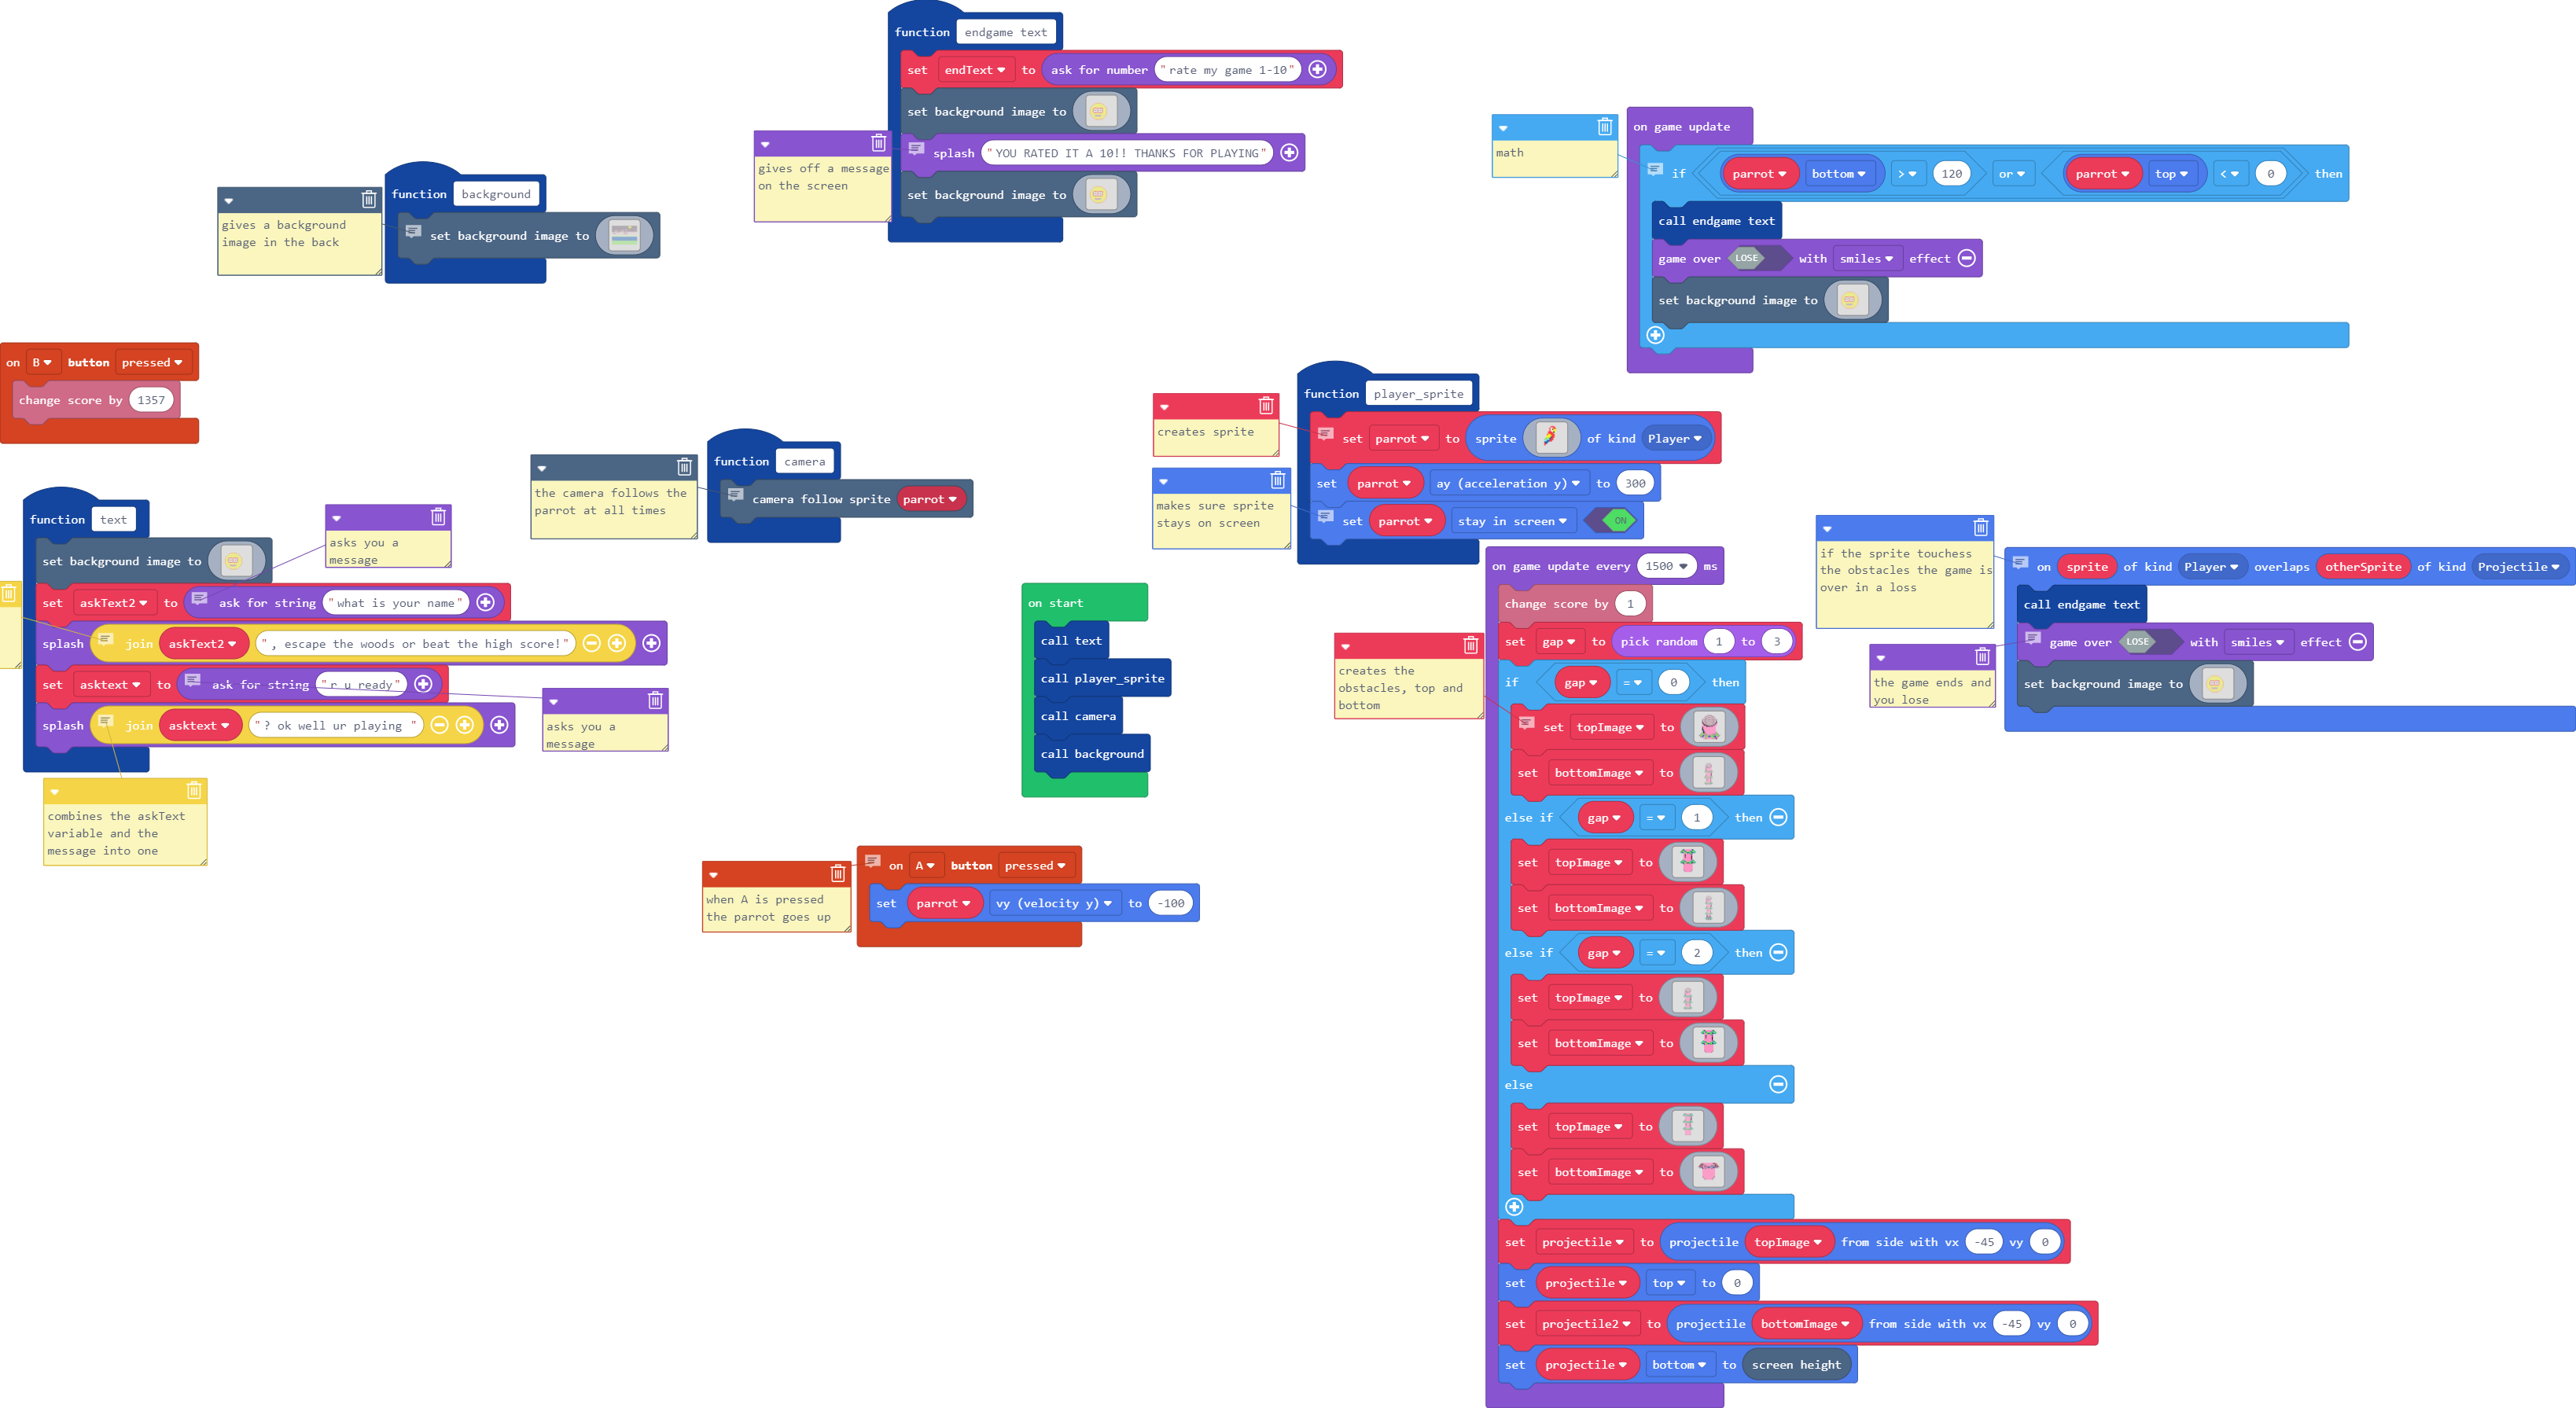 function endgame text
set endText to ask for number "rate my game 1-10"
set background image to
splash "YOU RATED IT A 10!! THANKS FOR PLAYING"
set background image to
gives off a message
on the screen
function background
set background image to
gives a background
image in the back
math
on game update
if parrot bottom > 120 or parrot top < 0 then
call endgame text
game over LOSE with smiles effect
set background image to
on B button pressed
change score by 1357
function camera
camera follow sprite parrot
the camera follows the
parrot at all times
creates sprite
makes sure sprite
stays on screen
function player_sprite
set parrot to sprite of kind Player
set parrot ay (acceleration y) to 300
set parrot stay in screen ON
function text
set background image to
set askText2 to ask for string "what is your name"
splash join askText2 ", escape the woods or beat the high score!"
set asktext to ask for string "r u ready"
splash join asktext "? ok well ur playing "
asks you a
message
asks you a
message
combines the askText
variable and the
message into one
on start
call text
call player_sprite
call camera
call background
when A is pressed
the parrot goes up
on A button pressed
set parrot vy (velocity y) to -100
creates the
obstacles, top and
bottom
on game update every 1500 ms
change score by 1
set gap to pick random 1 to 3
if gap = 0 then
set topImage to
set bottomImage to
else if gap = 1 then
set topImage to
set bottomImage to
else if gap = 2 then
set topImage to
set bottomImage to
else
set topImage to
set bottomImage to
set projectile to projectile topImage from side with vx -45 vy 0
set projectile top to 0
set projectile2 to projectile bottomImage from side with vx -45 vy 0
set projectile bottom to screen height
if the sprite touchess
the obstacles the game is
over in a loss
the game ends and
you lose
on sprite of kind Player overlaps otherSprite of kind Projectile
call endgame text
game over LOSE with smiles effect
set background image to